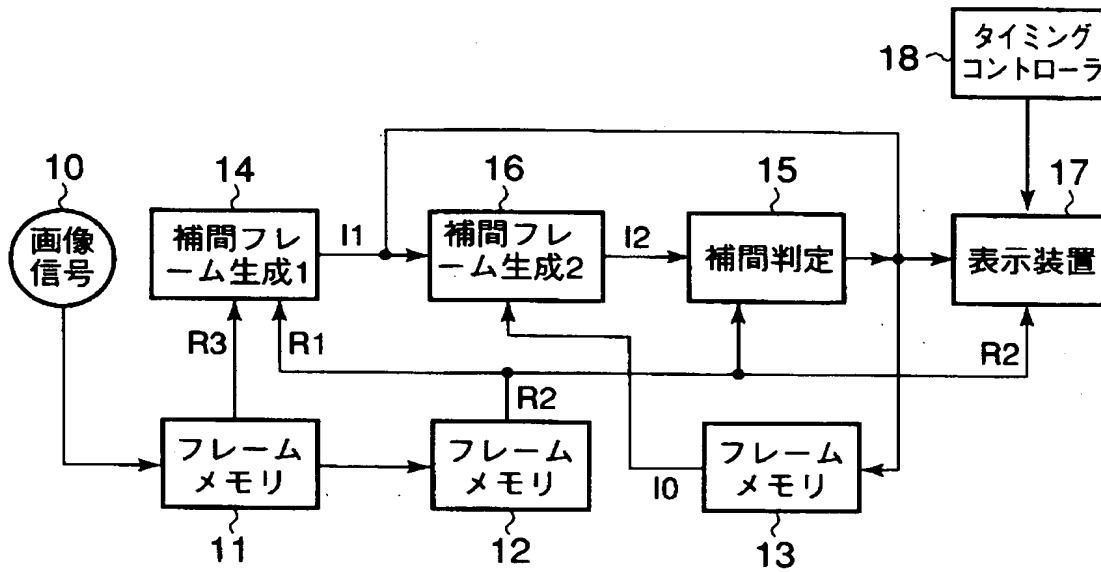 タイミング
コントローラ
18
10
14
16
15
17
画像
信号
補間フレ
ーム生成1
I1
補間フレ
ーム生成2
I2
補間判定
表示装置
R3
R1
R2
R2
フレーム
メモリ
フレーム
メモリ
I0
フレーム
メモリ
11
12
13